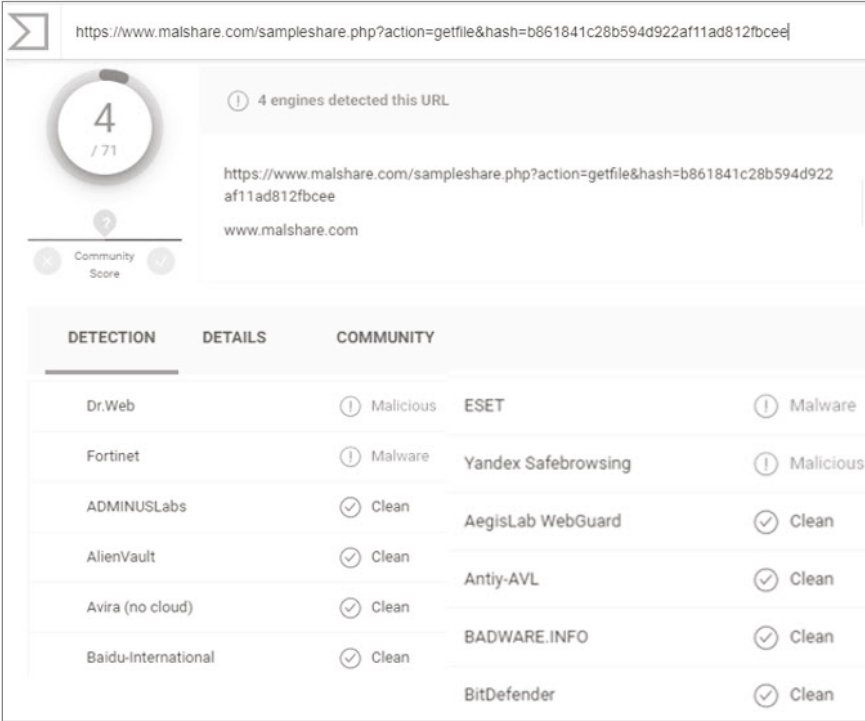 https://www.malshare.com/sampleshare.php?action=getfile&hash=b861841c28b594d922af11ad812fbcee
4
/ 71
4 engines detected this URL
https://www.malshare.com/sampleshare.php?action=getfile&hash=b861841c28b594d922
af11ad812fbcee
www.malshare.com
?
Community
Score
DETECTION DETAILS COMMUNITY
Dr.Web Malicious
Fortinet Malware
ADMINUSLabs Clean
AlienVault Clean
Avira (no cloud) Clean
Baidu-International Clean
ESET Malware
Yandex Safebrowsing Malicious
AegisLab WebGuard Clean
Antiy-AVL Clean
BADWARE.INFO Clean
BitDefender Clean